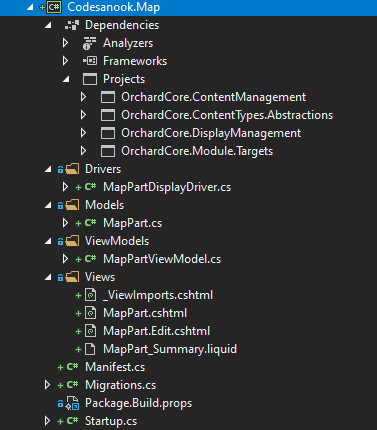 C# Codesanook.Map
Dependencies
Analyzers
Frameworks
Projects
OrchardCore.ContentManagement
OrchardCore.ContentTypes.Abstractions
OrchardCore.DisplayManagement
OrchardCore.Module.Targets
Drivers
C# MapPartDisplayDriver.cs
Models
C# MapPart.cs
ViewModels
C# MapPartViewModel.cs
Views
_ViewImports.cshtml
MapPart.cshtml
MapPart.Edit.cshtml
MapPart_Summary.liquid
C# Manifest.cs
C# Migrations.cs
Package.Build.props
C# Startup.cs